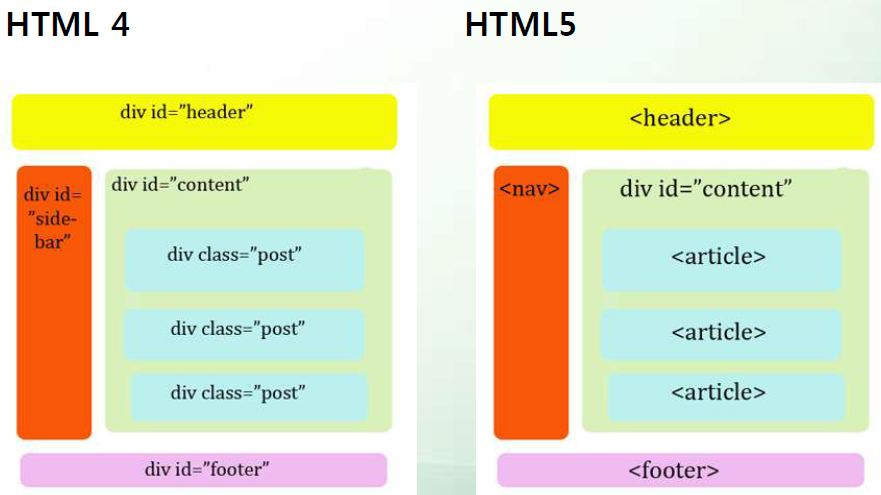 HTML 4
div id=”header”
div id=
”side-
bar”
div id=”content”
div class=”post”
div class=”post”
div class=”post”
div id=”footer”
HTML5
<header>
<nav>
div id=”content”
<article>
<article>
<article>
<footer>